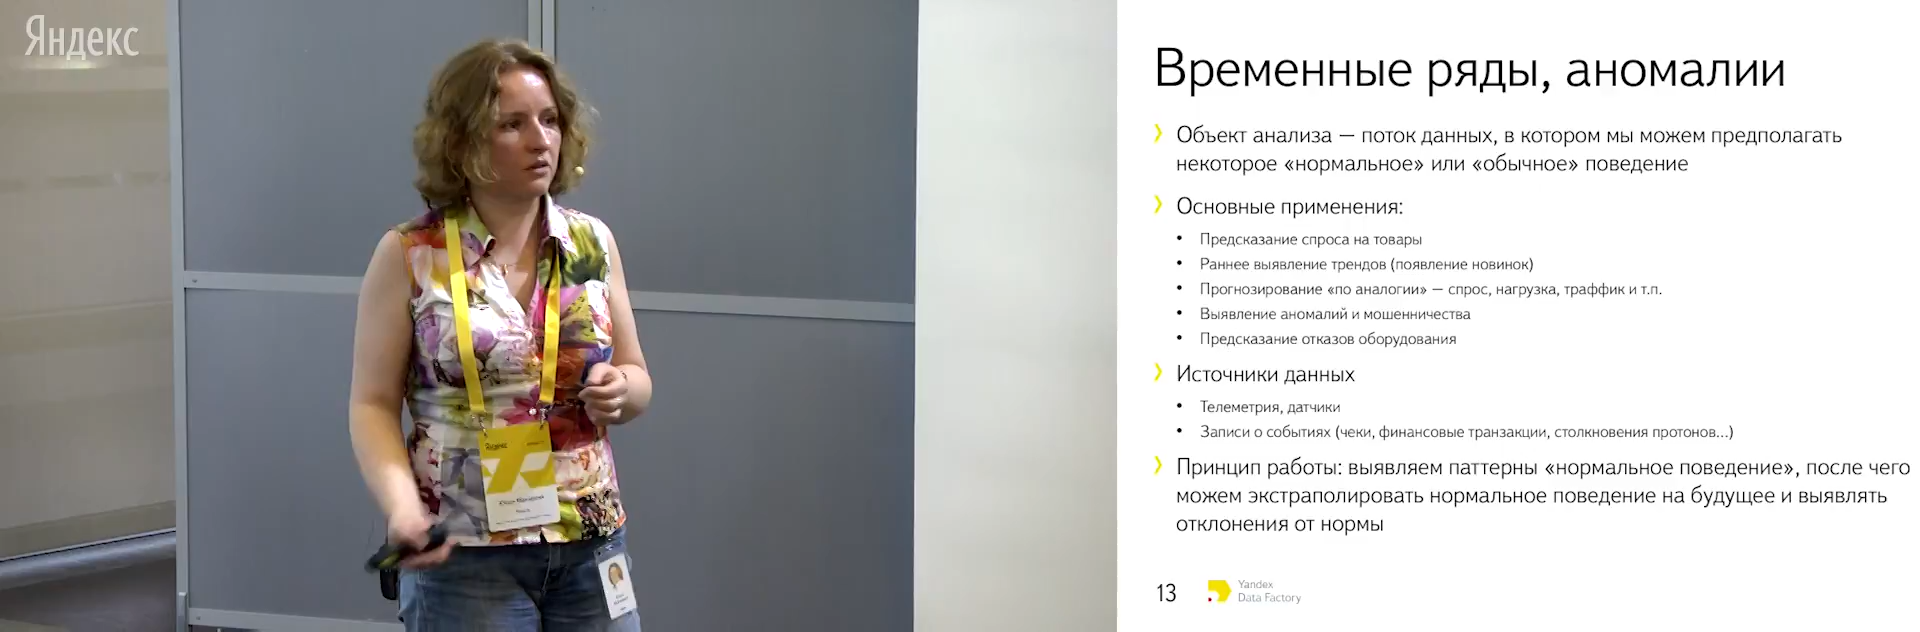 Яндекс
Временные ряды, аномалии
Объект анализа — поток данных, в котором мы можем предполагать
некоторое «нормальное» или «обычное» поведение
Основные применения:
Предсказание спроса на товары
Раннее выявление трендов (появление новинок)
Прогнозирование «по аналогии» — спрос, нагрузка, траффик и т.п.
Выявление аномалий и мошенничества
Предсказание отказов оборудования
Источники данных
Телеметрия, датчики
Записи о событиях (чеки, финансовые транзакции, столкновения протонов...)
Принцип работы: выявляем паттерны «нормальное поведение», после чего
можем экстраполировать нормальное поведение на будущее и выявлять
отклонения от нормы
13
Yandex
Data Factory
Яндекс